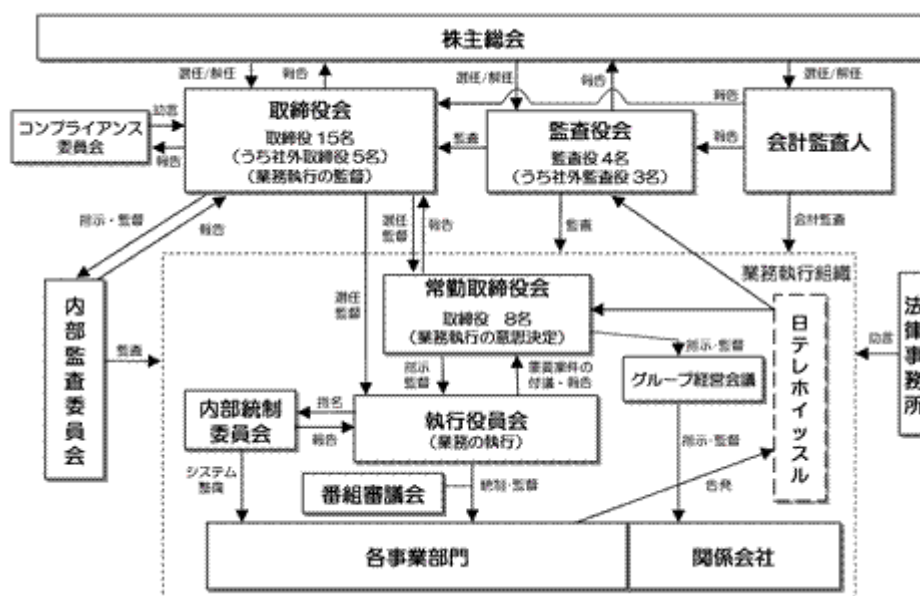 株主総会
選任/解任
報告
選任/解任
報告
選任/解任
取締役会
取締役 15名
(うち社外取締役 5名)
(業務執行の監督)
監査役会
監査役 4名
(うち社外監査役 3名)
会計監査人
報告
報告
監査
コンプライアンス
委員会
助言
報告
指示・監督
報告
選任
監督
報告
監査
会計監査
業務執行組織
内部監査委員会
監査
選任
監督
常勤取締役会
取締役 8名
(業務執行の意思決定)
日テレホイッスル
法律事務所
助言
指示
監督
重要案件の
付議・報告
指示・監督
グループ経営会議
内部統制
委員会
指名
報告
執行役員会
(業務の執行)
指示・監督
システム
整備
番組審議会
統制・監督
告発
各事業部門
関係会社